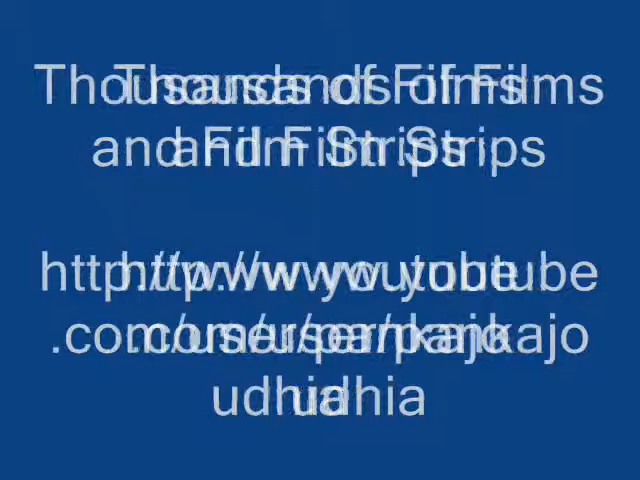 Thousands of Films
and Film Strips
http://www.youtube
.com/user/pankajo
udhia